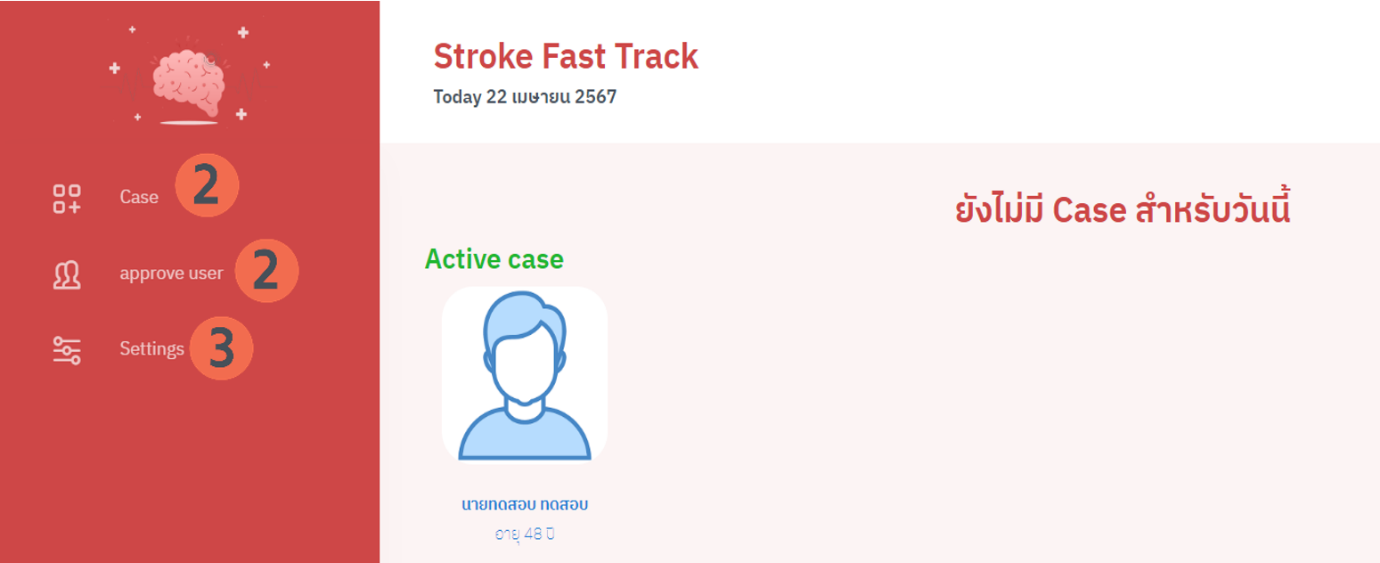 Stroke Fast Track
Today 22 เมษายน 2567
Case 2
approve user 2
Settings 3
ยังไม่มี Case สำหรับวันนี้
Active case
นายทดสอบ ทดสอบ
อายุ 48 ปี